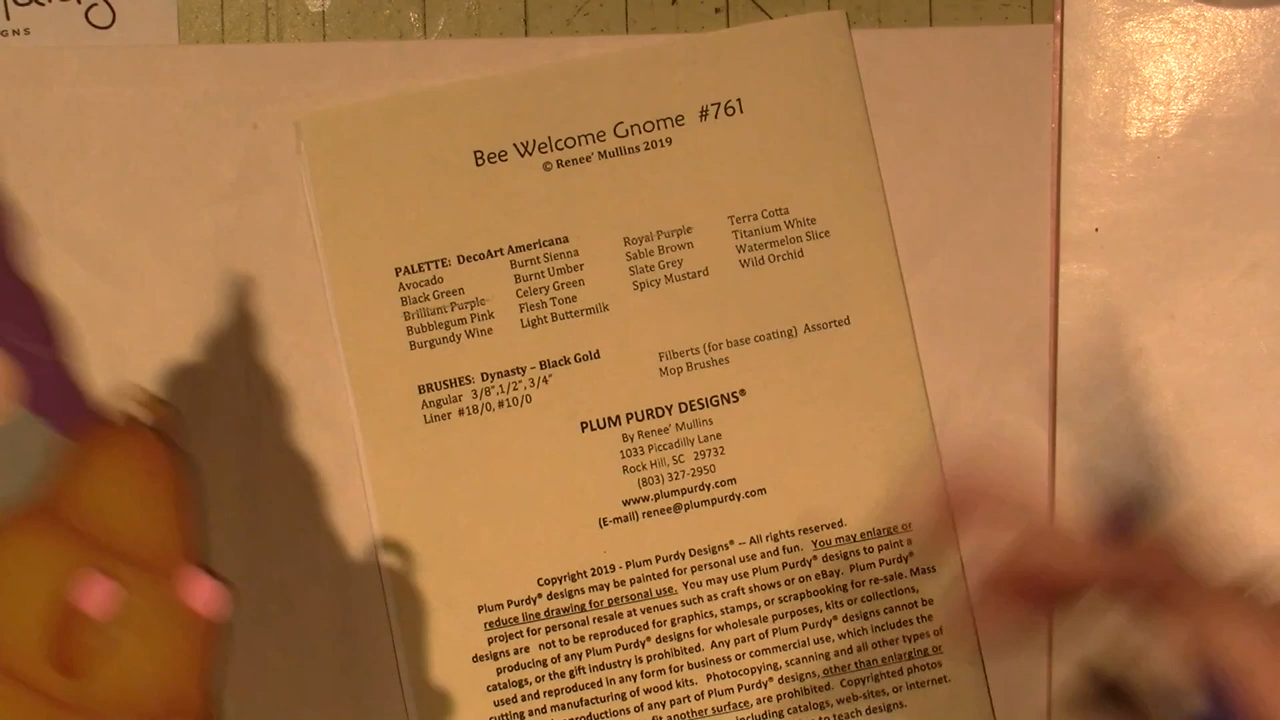 GNS
Bee Welcome Gnome #761
© Renee' Mullins 2019
PALETTE: DecoArt Americana
Avocado
Black Green
Brilliant Purple
Bubblegum Pink
Burgundy Wine
Burnt Sienna
Burnt Umber
Celery Green
Flesh Tone
Light Buttermilk
Royal Purple
Sable Brown
Slate Grey
Spicy Mustard
Terra Cotta
Titanium White
Watermelon Slice
Wild Orchid
BRUSHES: Dynasty – Black Gold
Angular 3/8",1/2", 3/4"
Liner #18/0, #10/0
Filberts (for base coating) Assorted
Mop Brushes
PLUM PURDY DESIGNS®
By Renee' Mullins
1033 Piccadilly Lane
Rock Hill, SC 29732
(803) 327-2950
www.plumpurdy.com
(E-mail) renee@plumpurdy.com
Copyright 2019 - Plum Purdy Designs® -- All rights reserved.
Plum Purdy® designs may be painted for personal use and fun. You may enlarge or
reduce line drawing for personal use. You may use Plum Purdy® designs to paint a
project for personal resale at venues such as craft shows or on eBay. Plum Purdy®
designs are not to be reproduced for graphics, stamps, or scrapbooking for re-sale. Mass
producing of any Plum Purdy® designs for wholesale purposes, kits or collections,
catalogs, or the gift industry is prohibited. Any part of Plum Purdy® designs cannot be
used and reproduced in any form for business or commercial use, which includes the
cutting and manufacturing of wood kits. Photocopying, scanning and all other types of
reproductions of any part of Plum Purdy® designs, other than enlarging or
fit another surface, are prohibited. Copyrighted photos
including catalogs, web-sites, or internet.
to teach designs.